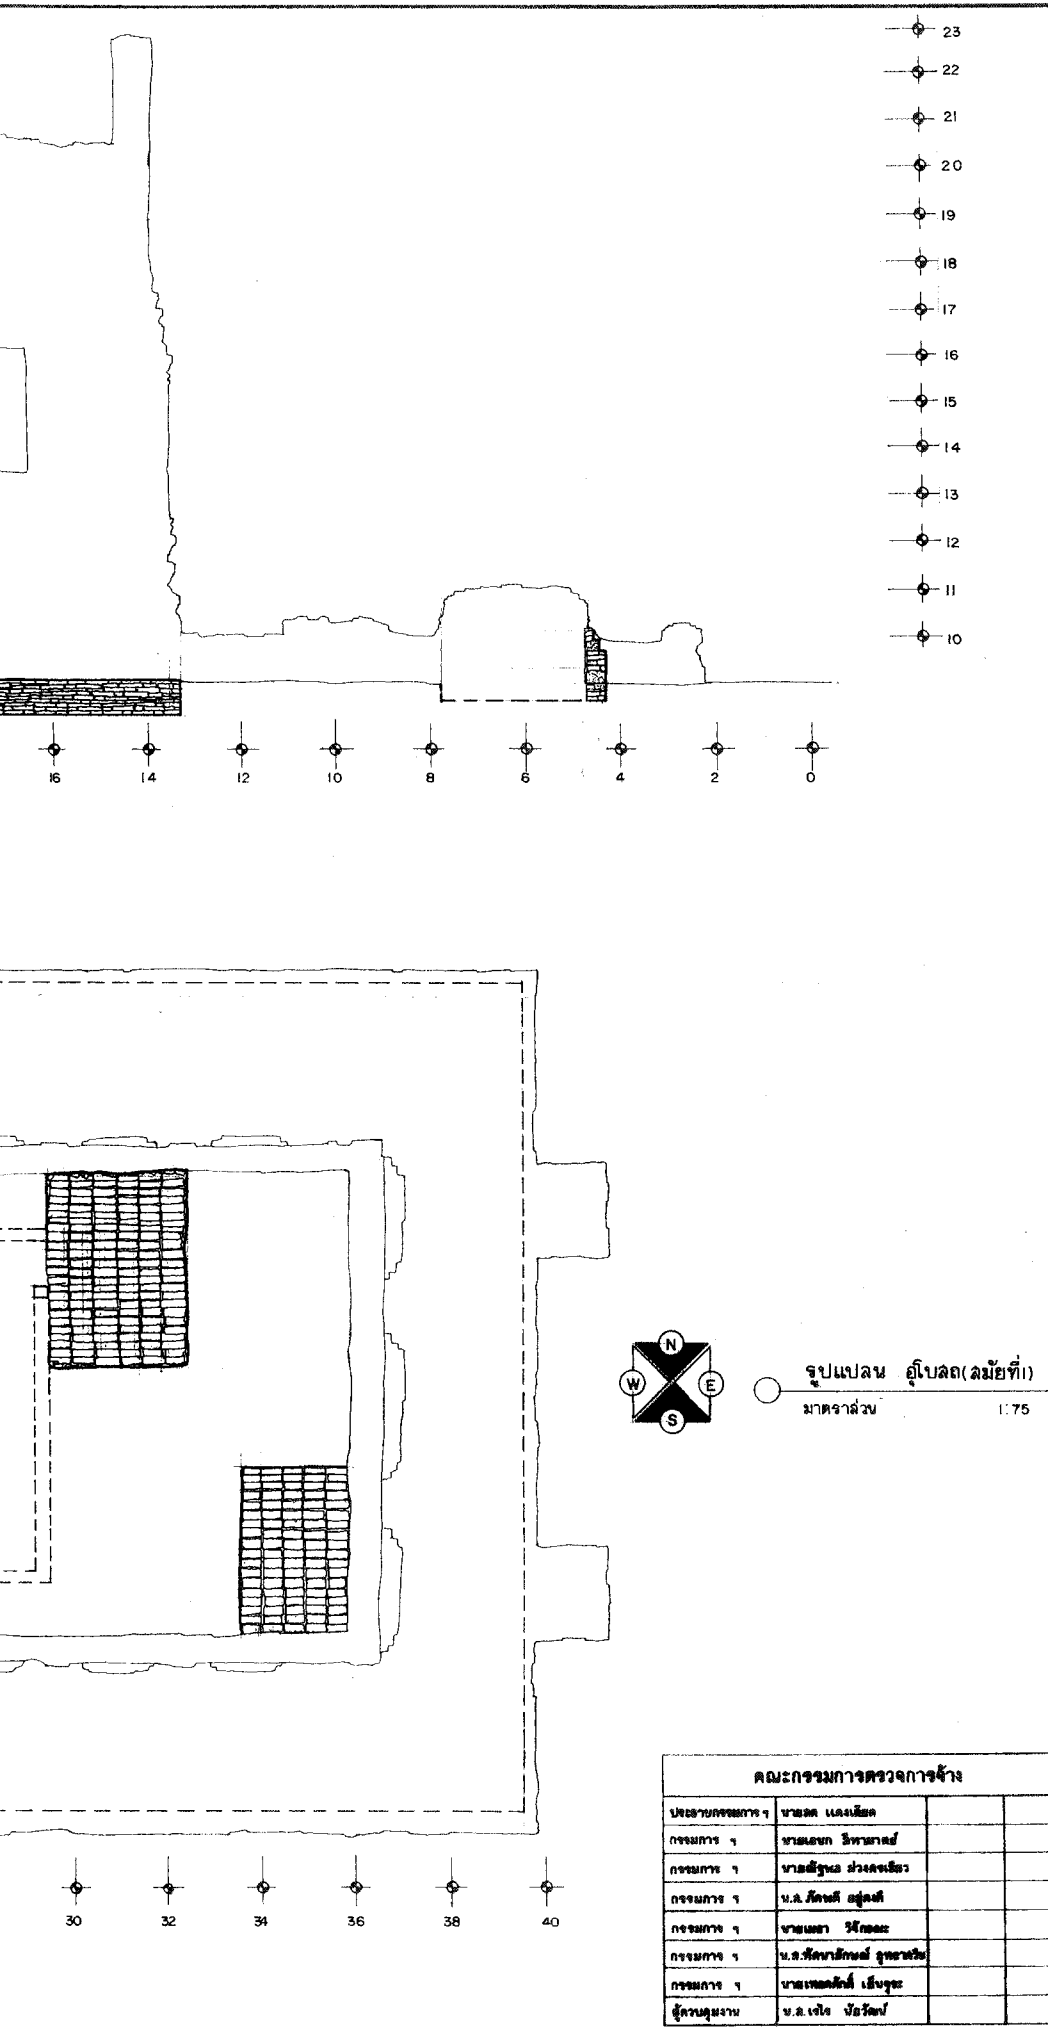 23
22
21
20
19
18
17
16
15
14
13
12
11
10
16 14 12 10 8 6 4 2 0
N
W E
S
รูปแปลน อุโบสถ(สมัยที่1)
มาตราส่วน 1:75
30 32 34 36 38 40
คณะกรรมการตรวจการจ้าง
ประธานกรรมการ ฯ
กรรมการ ฯ
กรรมการ ฯ
กรรมการ ฯ น.ส.
กรรมการ ฯ
กรรมการ ฯ น.ส.
กรรมการ ฯ
ผู้ควบคุมงาน น.ส.